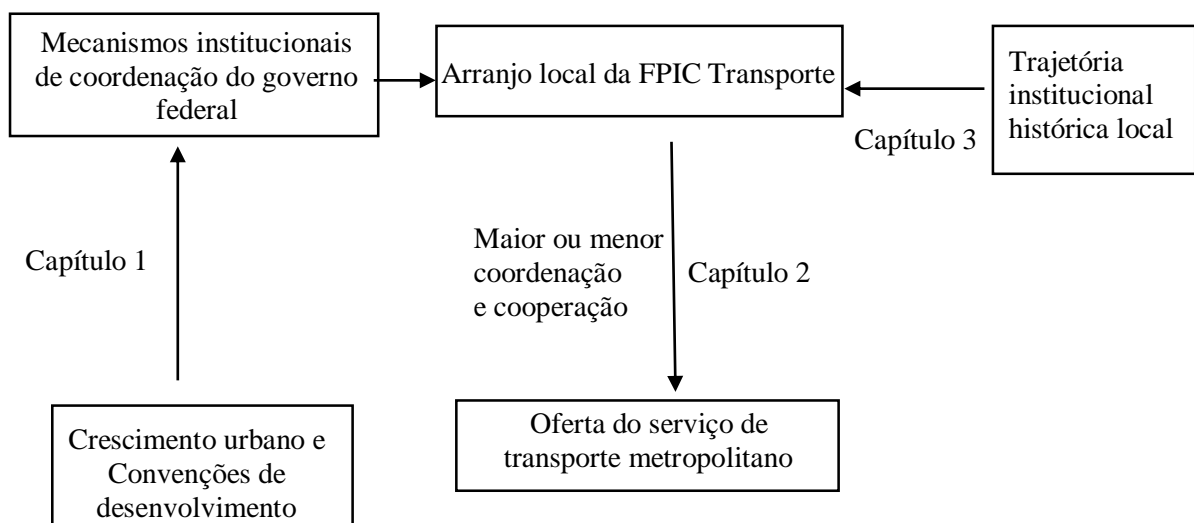 Mecanismos institucionais
de coordenação do governo
federal
Arranjo local da FPIC Transporte
Trajetória
institucional
histórica local
Capítulo 3
Capítulo 1
Maior ou menor
coordenação
e cooperação
Capítulo 2
Crescimento urbano e
Convenções de
desenvolvimento
Oferta do serviço de
transporte metropolitano